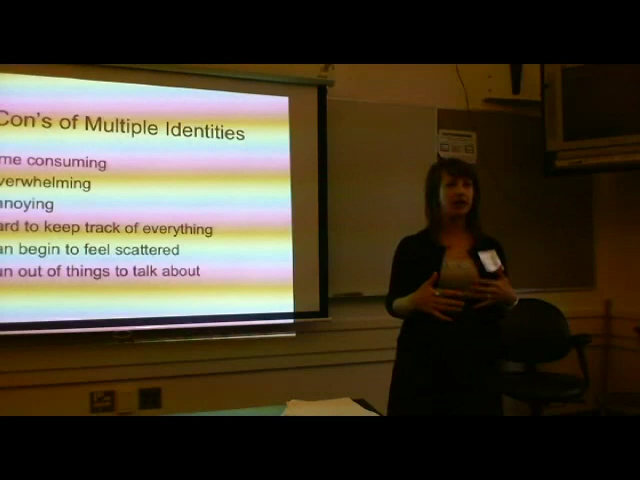 Con's of Multiple Identities
me consuming
verwhelming
nnoying
ard to keep track of everything
an begin to feel scattered
un out of things to talk about